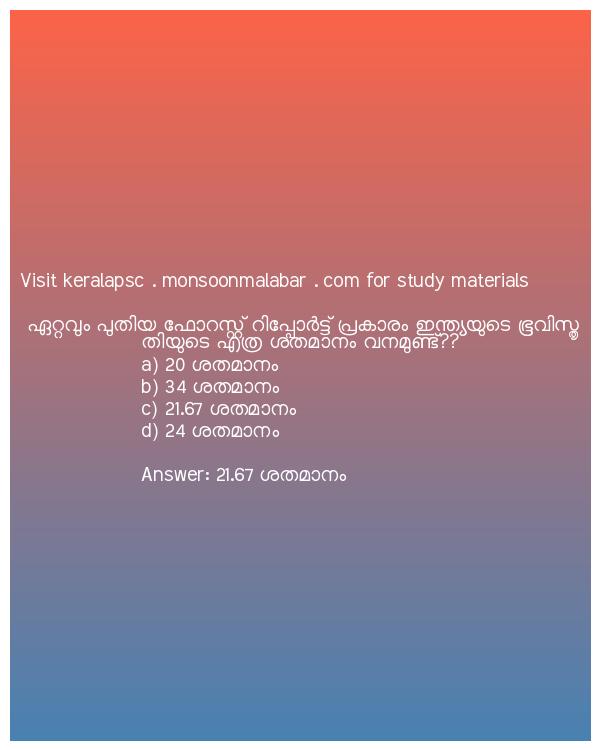 Visit keralapsc . monsoonmalabar . com for study materials
ഏറ്റവും പുതിയ ഫോറസ്റ്റ് റിപ്പോർട്ട് പ്രകാരം ഇന്ത്യയുടെ ഭൂവിസ്തൃ
തിയുടെ എത്ര ശതമാനം വനമുണ്ട്??
a) 20 ശതമാനം
b) 34 ശതമാനം
c) 21.67 ശതമാനം
d) 24 ശതമാനം
Answer: 21.67 ശതമാനം